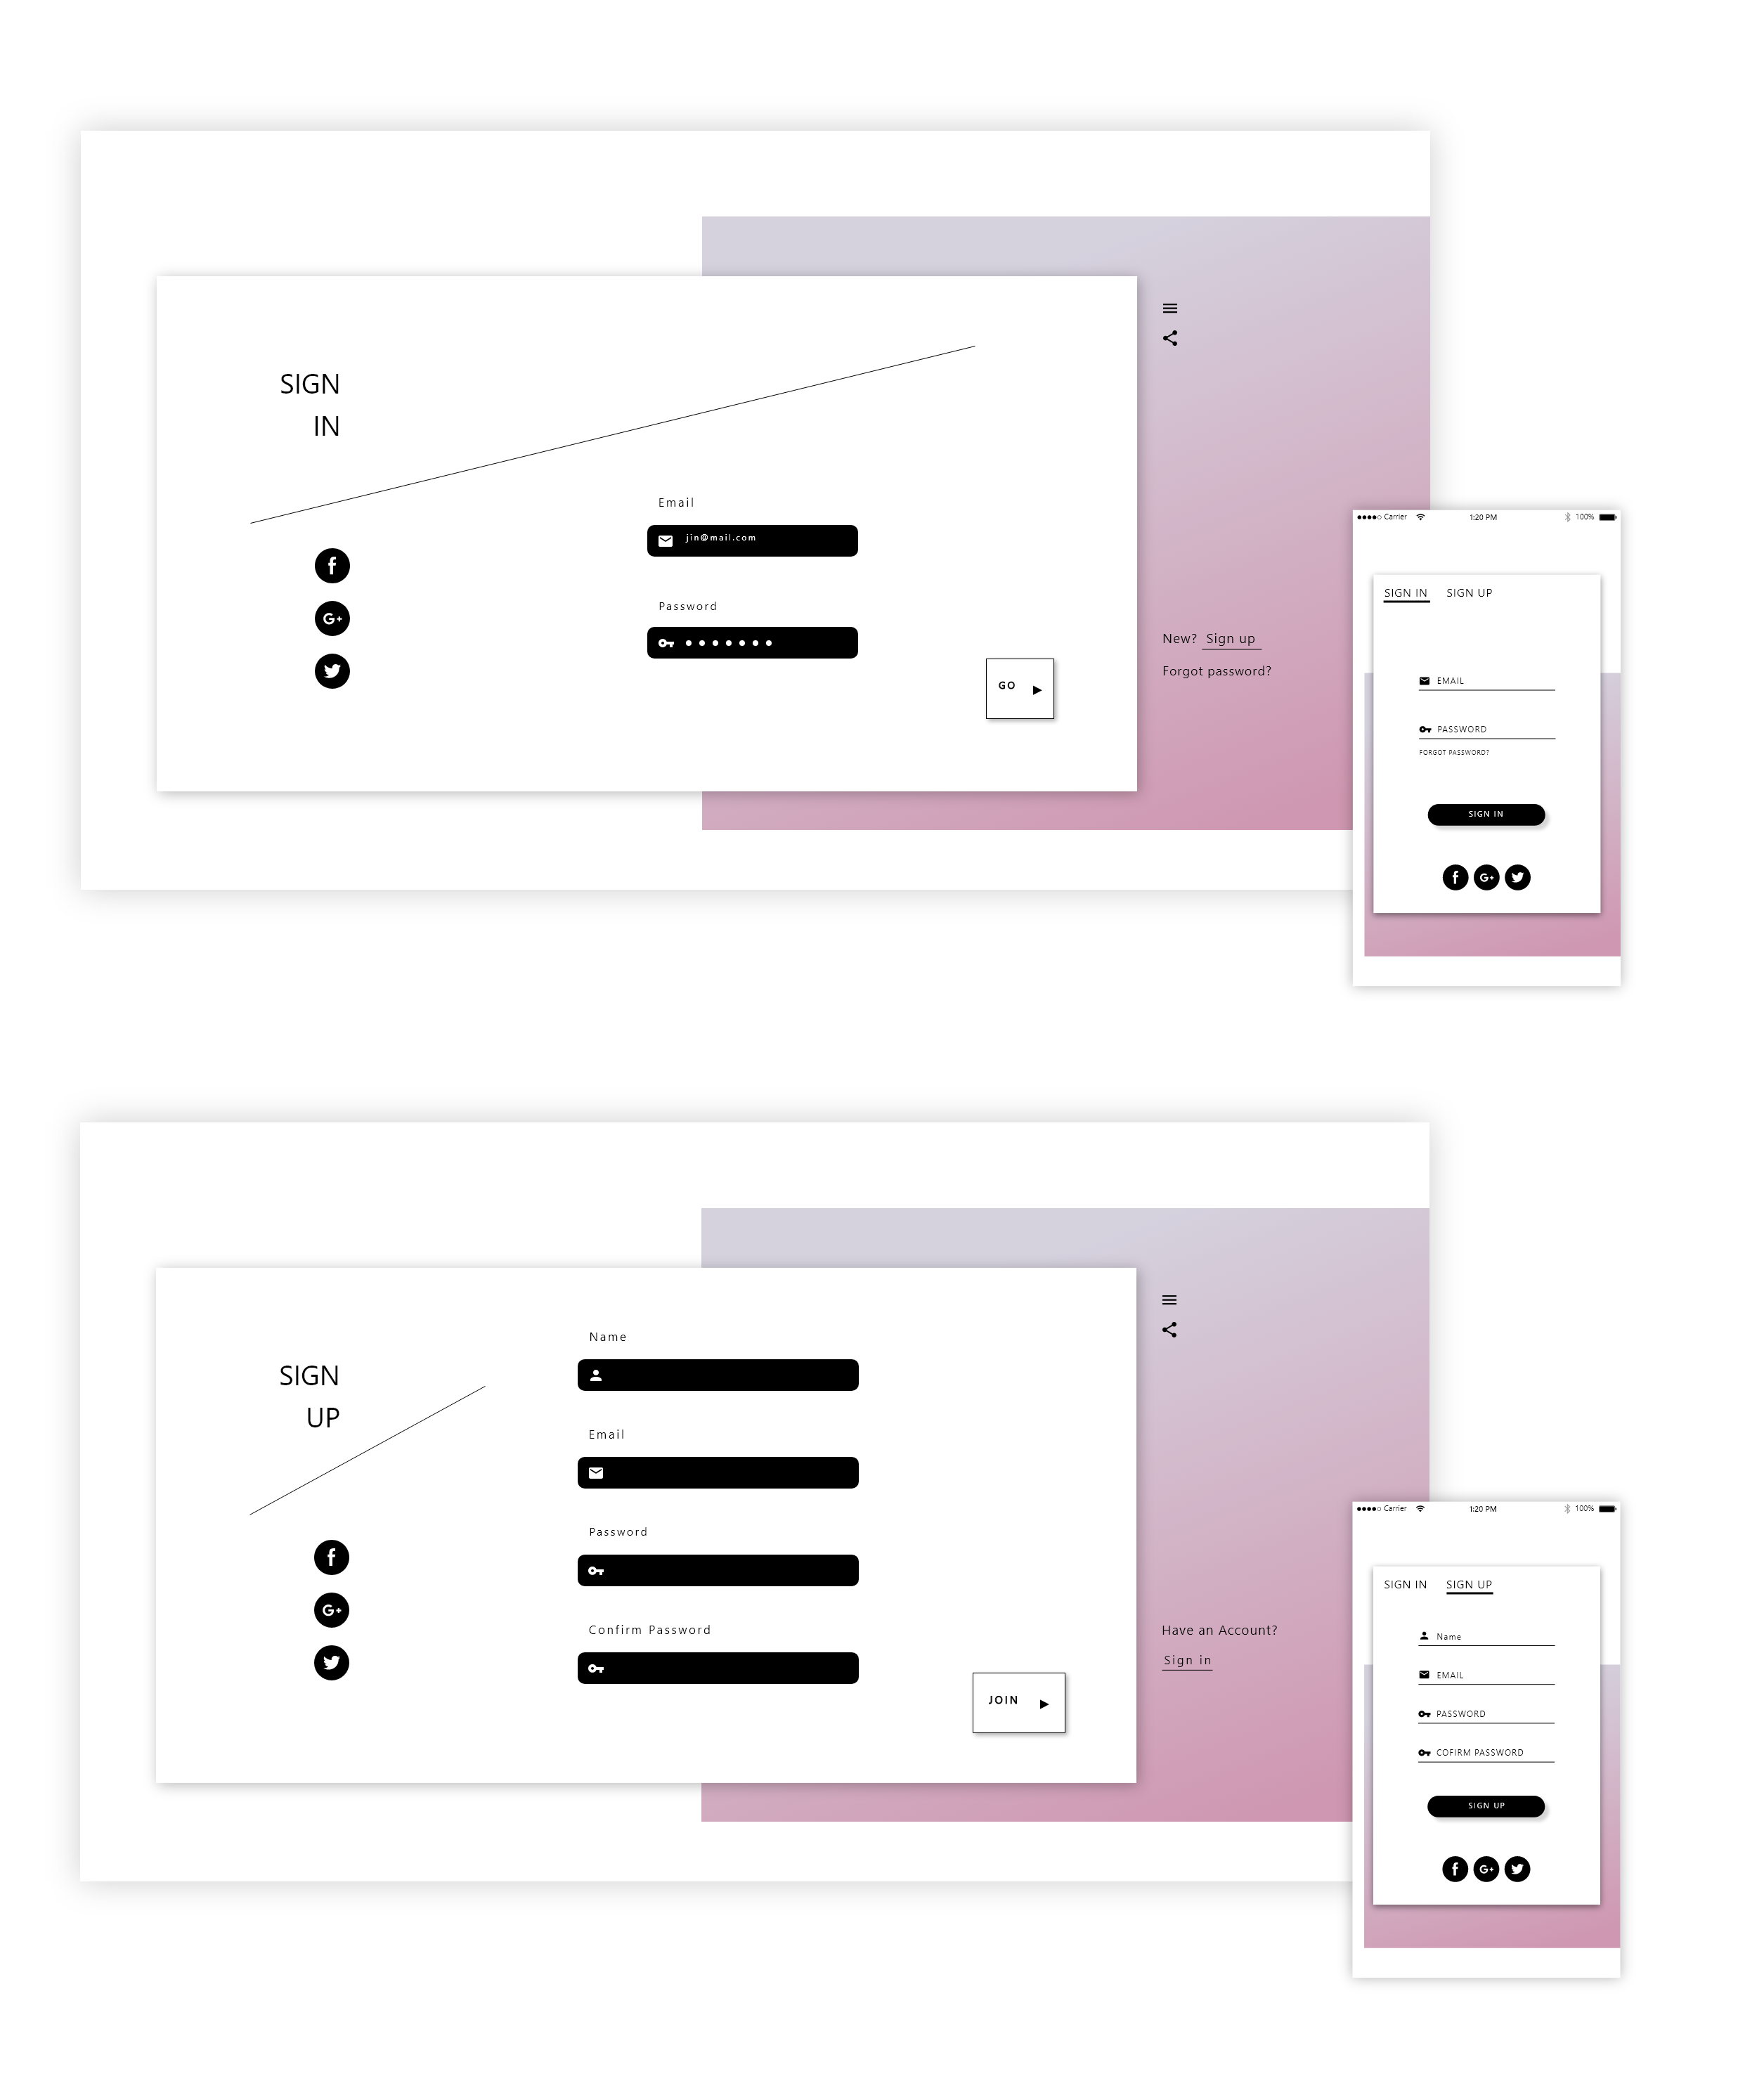 SIGN
IN
Email
jin@mail.com
Password
GO
New? Sign up
Forgot password?
Carrier 1:20 PM 100%
SIGN IN SIGN UP
EMAIL
PASSWORD
FORGOT PASSWORD?
SIGN IN
SIGN
UP
Name
Email
Password
Confirm Password
JOIN
Have an Account?
Sign in
Carrier 1:20 PM 100%
SIGN IN SIGN UP
Name
EMAIL
PASSWORD
COFIRM PASSWORD
SIGN UP